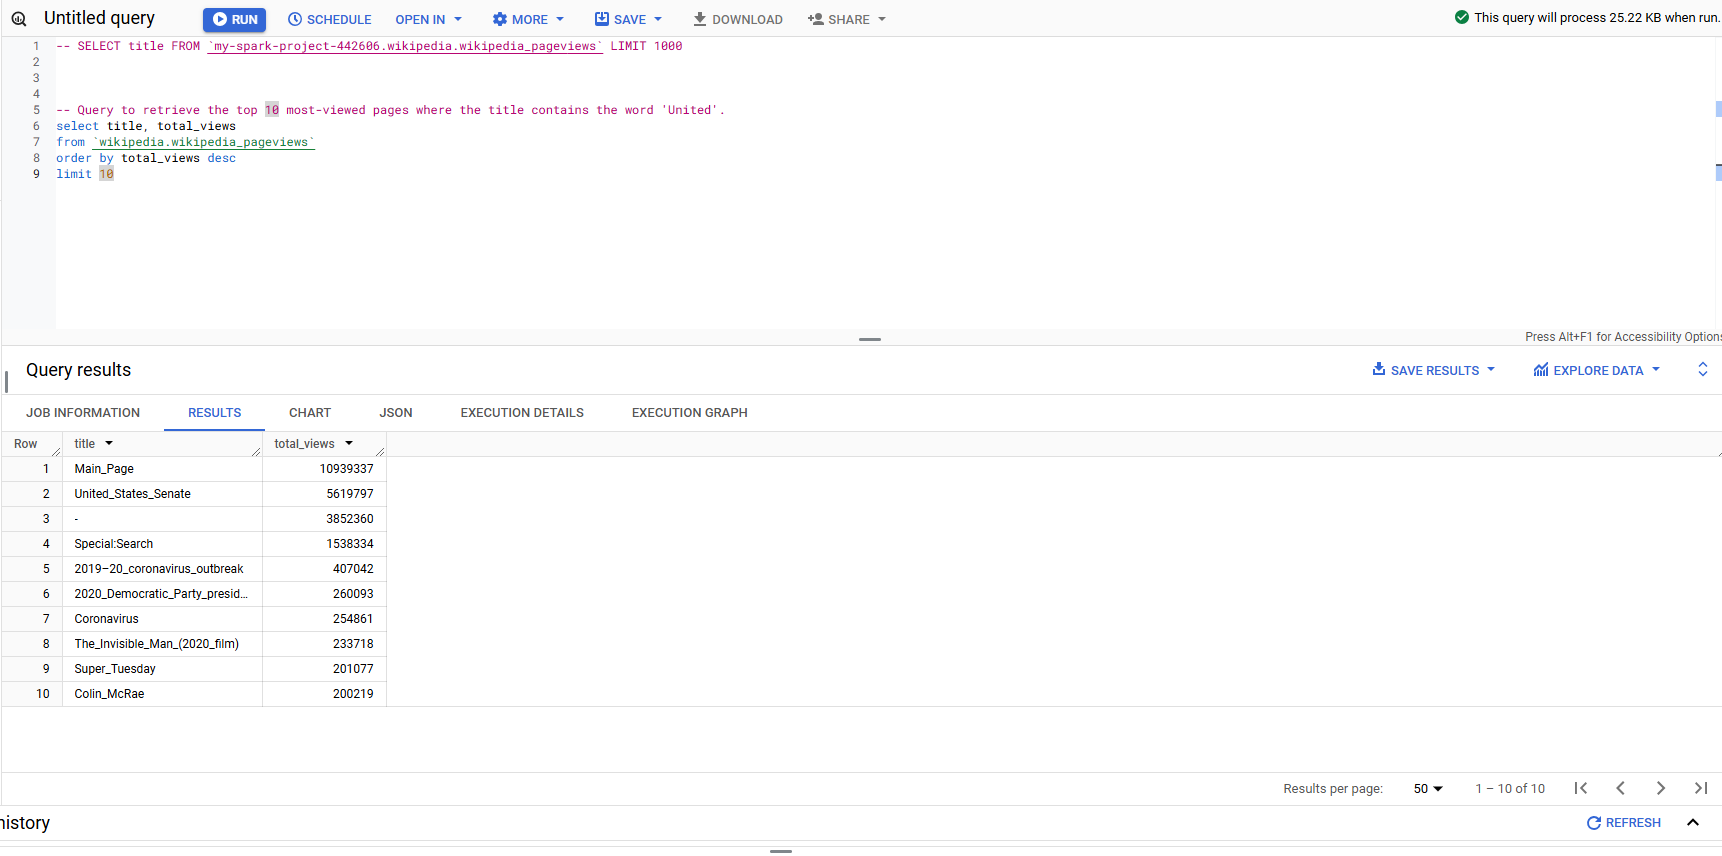 Untitled query RUN SCHEDULE OPEN IN MORE SAVE DOWNLOAD SHARE This query will process 25.22 KB when run.
1 -- SELECT title FROM `my-spark-project-442606.wikipedia.wikipedia_pageviews` LIMIT 1000
2
3
4
5 -- Query to retrieve the top 10 most-viewed pages where the title contains the word 'United'.
6 select title, total_views
7 from `wikipedia.wikipedia_pageviews`
8 order by total_views desc
9 limit 10
Press Alt+F1 for Accessibility Options
Query results SAVE RESULTS EXPLORE DATA
JOB INFORMATION RESULTS CHART JSON EXECUTION DETAILS EXECUTION GRAPH
Row title total_views
1 Main_Page 10939337
2 United_States_Senate 5619797
3 - 3852360
4 Special:Search 1538334
5 2019–20_coronavirus_outbreak 407042
6 2020_Democratic_Party_presid... 260093
7 Coronavirus 254861
8 The_Invisible_Man_(2020_film) 233718
9 Super_Tuesday 201077
10 Colin_McRae 200219
Results per page: 50 1 – 10 of 10
history REFRESH